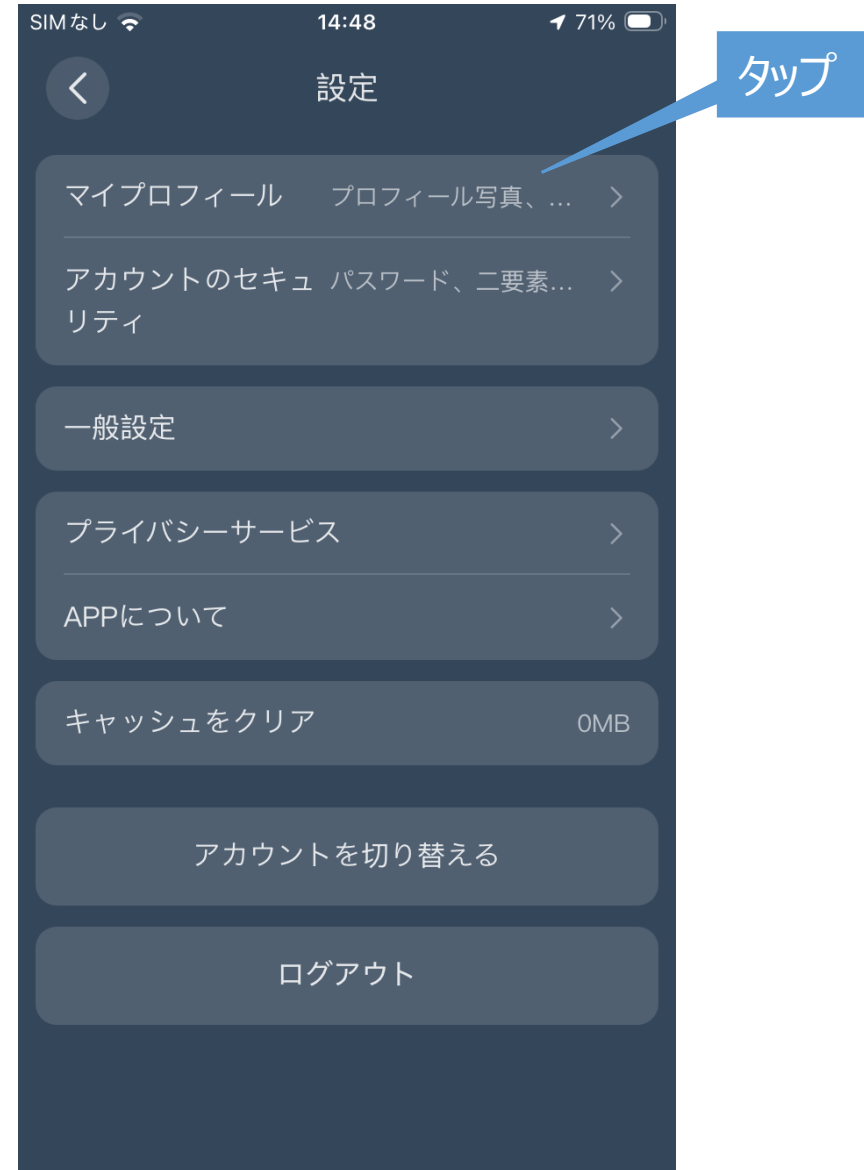 SIMなし 14:48 71%
設定
タップ
マイプロフィール プロフィール写真、...
アカウントのセキュ パスワード、二要素...
リティ
一般設定
プライバシーサービス
APPについて
キャッシュをクリア 0MB
アカウントを切り替える
ログアウト